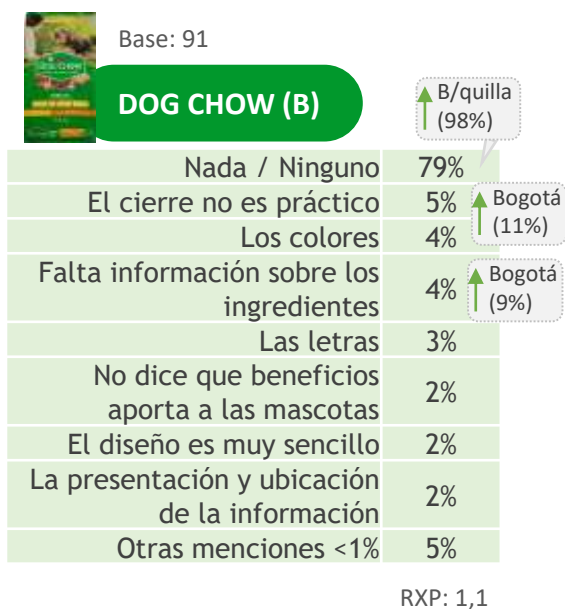 Base: 91
DOG CHOW (B)
B/quilla
(98%)
Nada / Ninguno 79%
El cierre no es práctico 5%
Bogotá
(11%)
Los colores 4%
Falta información sobre los
ingredientes 4%
Bogotá
(9%)
Las letras 3%
No dice que beneficios
aporta a las mascotas 2%
El diseño es muy sencillo 2%
La presentación y ubicación
de la información 2%
Otras menciones <1% 5%
RXP: 1,1